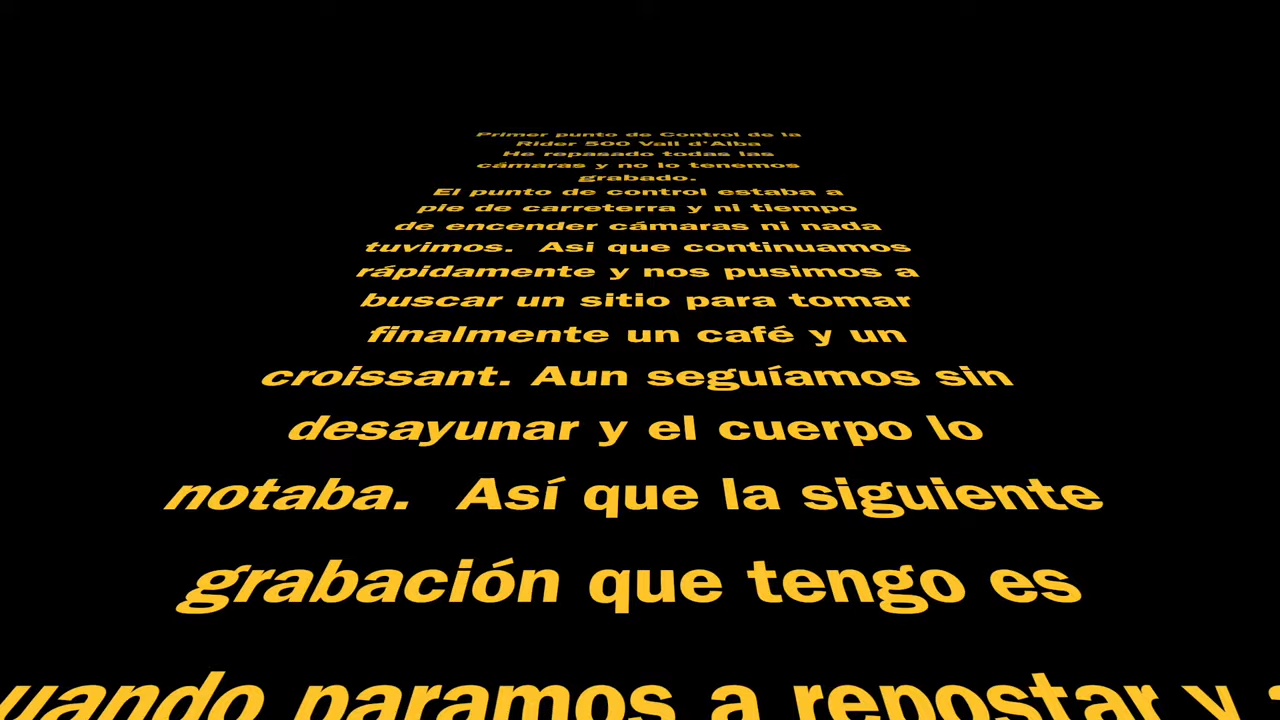 Primer punto de Control de la
Rider 500 Vall d'Alba
He repasado todas las
cámaras y no lo tenemos
grabado.
El punto de control estaba a
pie de carreterra y ni tiempo
de encender cámaras ni nada
tuvimos. Asi que continuamos
rápidamente y nos pusimos a
buscar un sitio para tomar
finalmente un café y un
croissant. Aun seguíamos sin
desayunar y el cuerpo lo
notaba. Así que la siguiente
grabación que tengo es
uando paramos a repostar y a